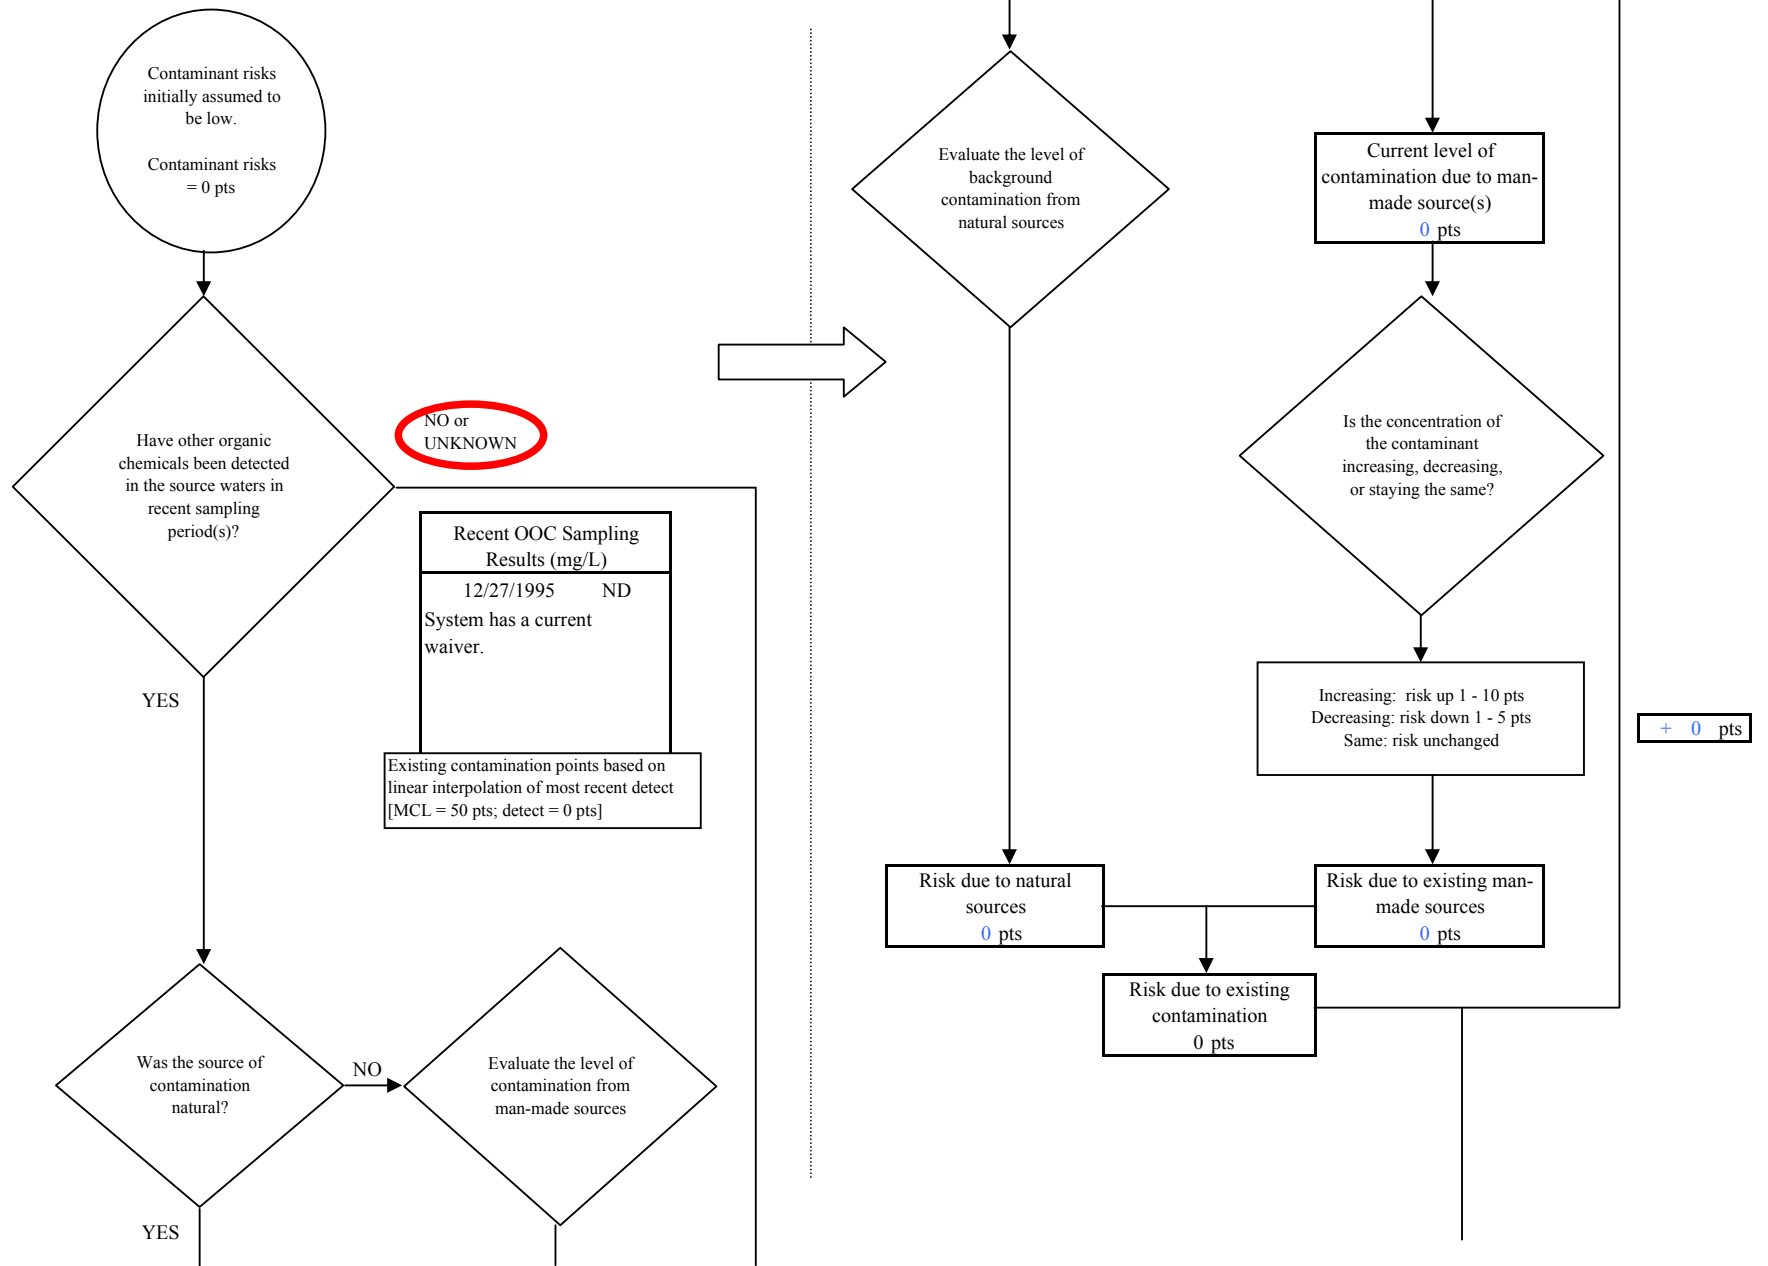 Contaminant risks
initially assumed to
be low.
Contaminant risks
= 0 pts
Have other organic
chemicals been detected
in the source waters in
recent sampling
period(s)?
NO or
UNKNOWN
Recent OOC Sampling
Results (mg/L)
12/27/1995 ND
System has a current
waiver.
YES
Existing contamination points based on
linear interpolation of most recent detect
[MCL = 50 pts; detect = 0 pts]
Was the source of
contamination
natural?
NO
Evaluate the level of
contamination from
man-made sources
YES
Evaluate the level of
background
contamination from
natural sources
Current level of
contamination due to man-
made source(s)
0 pts
Is the concentration of
the contaminant
increasing, decreasing,
or staying the same?
Increasing: risk up 1 - 10 pts
Decreasing: risk down 1 - 5 pts
Same: risk unchanged
+ 0 pts
Risk due to natural
sources
0 pts
Risk due to existing man-
made sources
0 pts
Risk due to existing
contamination
0 pts